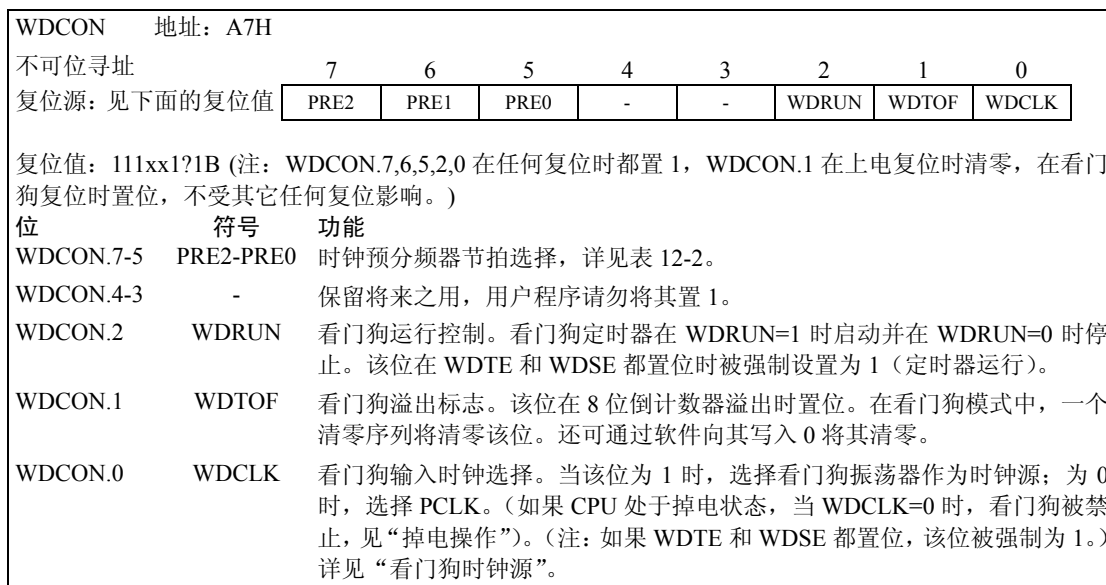 WDCON 地址：A7H
不可位寻址 7 6 5 4 3 2 1 0
复位源：见下面的复位值 PRE2 PRE1 PRE0 - - WDRUN WDTOF WDCLK
复位值：111xx1?1B (注：WDCON.7,6,5,2,0 在任何复位时都置 1，WDCON.1 在上电复位时清零，在看门
狗复位时置位，不受其它任何复位影响。)
位 符号 功能
WDCON.7-5 PRE2-PRE0 时钟预分频器节拍选择，详见表 12-2。
WDCON.4-3 - 保留将来之用，用户程序请勿将其置 1。
WDCON.2 WDRUN 看门狗运行控制。看门狗定时器在 WDRUN=1 时启动并在 WDRUN=0 时停
止。该位在 WDTE 和 WDSE 都置位时被强制设置为 1（定时器运行）。
WDCON.1 WDTOF 看门狗溢出标志。该位在 8 位倒计数器溢出时置位。在看门狗模式中，一个
清零序列将清零该位。还可通过软件向其写入 0 将其清零。
WDCON.0 WDCLK 看门狗输入时钟选择。当该位为 1 时，选择看门狗振荡器作为时钟源；为 0
时，选择 PCLK。（如果 CPU 处于掉电状态，当 WDCLK=0 时，看门狗被禁
止，见“掉电操作”）。（注：如果 WDTE 和 WDSE 都置位，该位被强制为 1。）
详见“看门狗时钟源”。